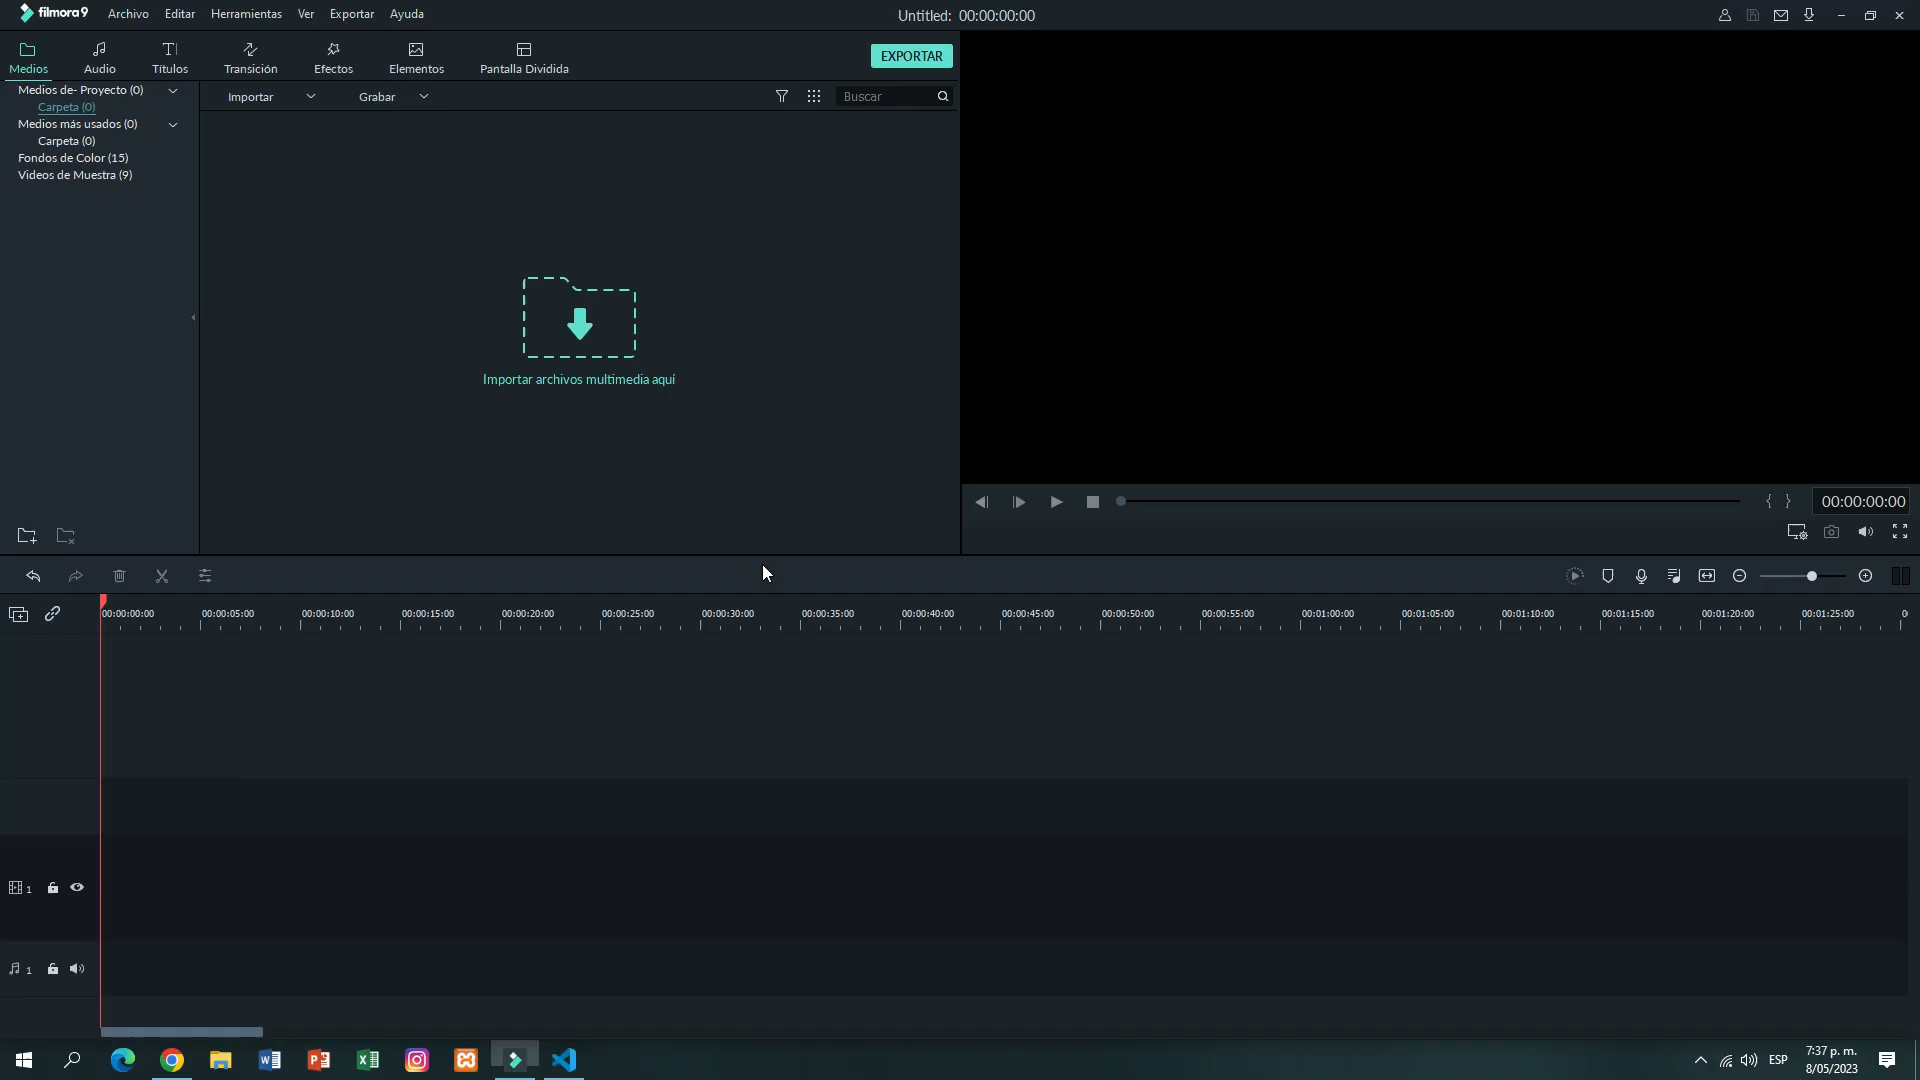 filmora9 Archivo Editar Herramientas Ver Exportar Ayuda Untitled: 00:00:00:00
Medios Audio Títulos Transición Efectos Elementos Pantalla Dividida EXPORTAR
Medios de- Proyecto (0)
Carpeta (0)
Medios más usados (0)
Carpeta (0)
Fondos de Color (15)
Videos de Muestra (9)
Importar Grabar Buscar
Importar archivos multimedia aquí
00:00:00:00
00:00:00:00 00:00:05:00 00:00:10:00 00:00:15:00 00:00:20:00 00:00:25:00 00:00:30:00 00:00:35:00 00:00:40:00 00:00:45:00 00:00:50:00 00:00:55:00 00:01:00:00 00:01:05:00 00:01:10:00 00:01:15:00 00:01:20:00 00:01:25:00
1
1
ESP
7:37 p. m.
8/05/2023